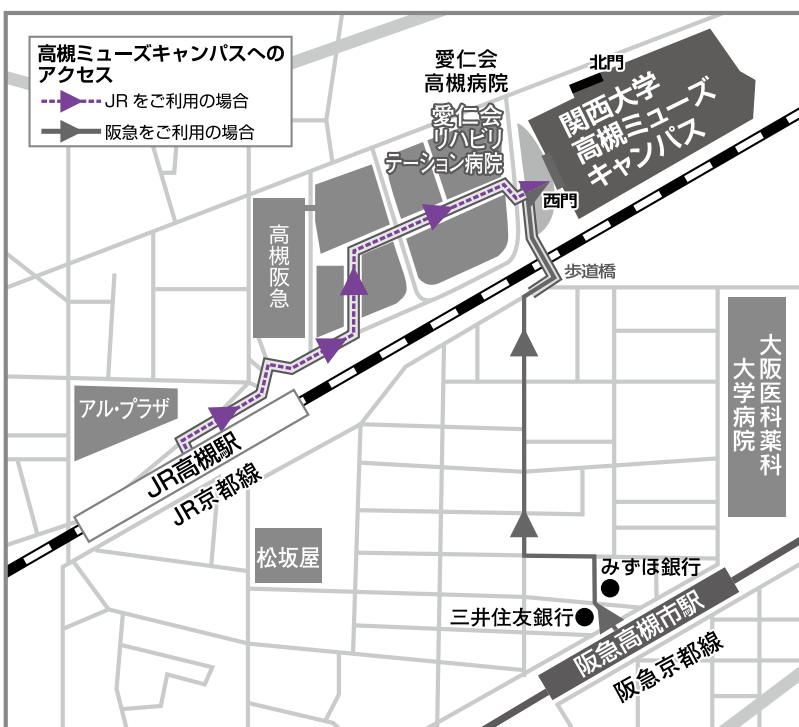 高槻ミューズキャンパスへの
アクセス
JR をご利用の場合
阪急をご利用の場合
愛仁会
高槻病院
愛仁会
リハビリ
テーション病院
北門
関西大学
高槻ミューズ
キャンパス
西門
高槻阪急
歩道橋
アル・プラザ
JR高槻駅
JR京都線
大阪医科薬科
大学病院
松坂屋
みずほ銀行
三井住友銀行
阪急高槻市駅
阪急京都線